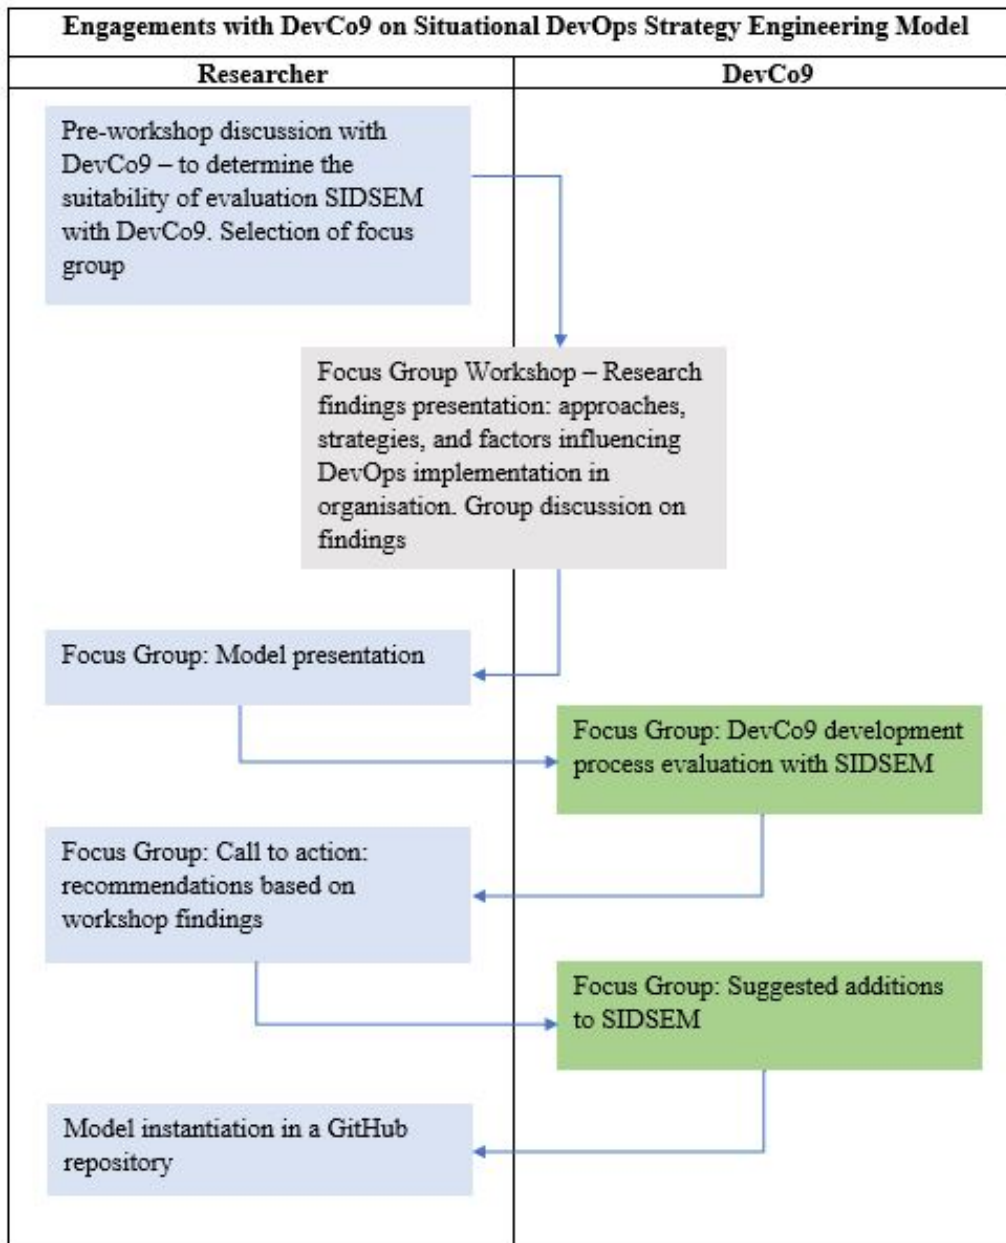 Engagements with DevCo9 on Situational DevOps Strategy Engineering Model
Researcher
DevCo9
Pre-workshop discussion with
DevCo9 – to determine the
suitability of evaluation SIDSEM
with DevCo9. Selection of focus
group
Focus Group Workshop – Research
findings presentation: approaches,
strategies, and factors influencing
DevOps implementation in
organisation. Group discussion on
findings
Focus Group: Model presentation
Focus Group: DevCo9 development
process evaluation with SIDSEM
Focus Group: Call to action:
recommendations based on
workshop findings
Focus Group: Suggested additions
to SIDSEM
Model instantiation in a GitHub
repository